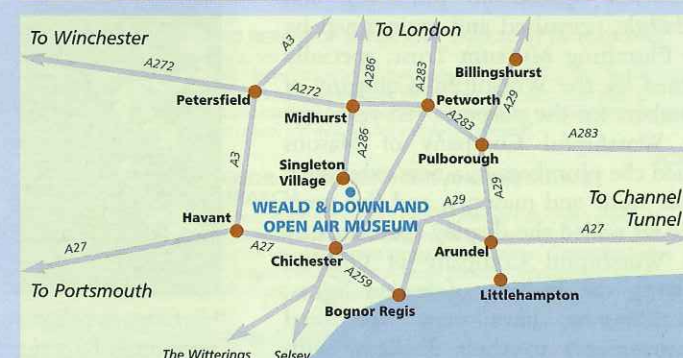 To Winchester
To London
A3
A286
A283
Billingshurst
A272
A272
Petersfield
Midhurst
Petworth
A29
A283
A283
A3
A286
Pulborough
Singleton
Village
A29
A29
WEALD & DOWNLAND
OPEN AIR MUSEUM
To Channel
Tunnel
Havant
A27
A27
A27
Chichester
Arundel
A259
To Portsmouth
Littlehampton
Bognor Regis
The Witterings
Selsey